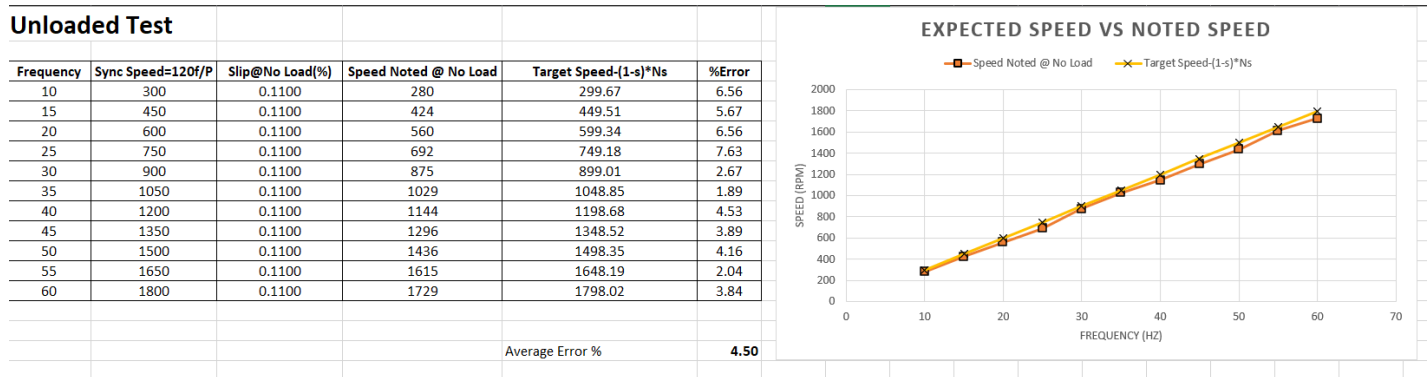 Unloaded Test
Frequency Sync Speed=120f/P Slip@No Load(%) Speed Noted @ No Load Target Speed-(1-s)*Ns %Error
10 300 0.1100 280 299.67 6.56
15 450 0.1100 424 449.51 5.67
20 600 0.1100 560 599.34 6.56
25 750 0.1100 692 749.18 7.63
30 900 0.1100 875 899.01 2.67
35 1050 0.1100 1029 1048.85 1.89
40 1200 0.1100 1144 1198.68 4.53
45 1350 0.1100 1296 1348.52 3.89
50 1500 0.1100 1436 1498.35 4.16
55 1650 0.1100 1615 1648.19 2.04
60 1800 0.1100 1729 1798.02 3.84
Average Error % 4.50
EXPECTED SPEED VS NOTED SPEED
Speed Noted @ No Load Target Speed-(1-s)*Ns
2000
1800
1600
1400
1200
1000
800
600
400
200
0
SPEED (RPM)
0 10 20 30 40 50 60 70
FREQUENCY (HZ)